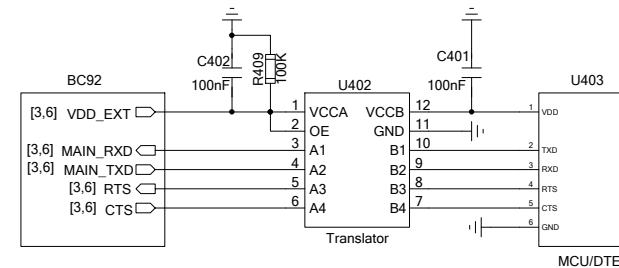 C402
100nF
R409
100K
C401
100nF
BC92
U402
U403
[3,6] VDD_EXT
1 VCCA VCCB 12
1 VDD
2 OE GND 11
[3,6] MAIN_RXD
3 A1 B1 10
2 TXD
[3,6] MAIN_TXD
4 A2 B2 9
3 RXD
[3,6] RTS
5 A3 B3 8
4 RTS
[3,6] CTS
6 A4 B4 7
5 CTS
6 GND
Translator
MCU/DTE